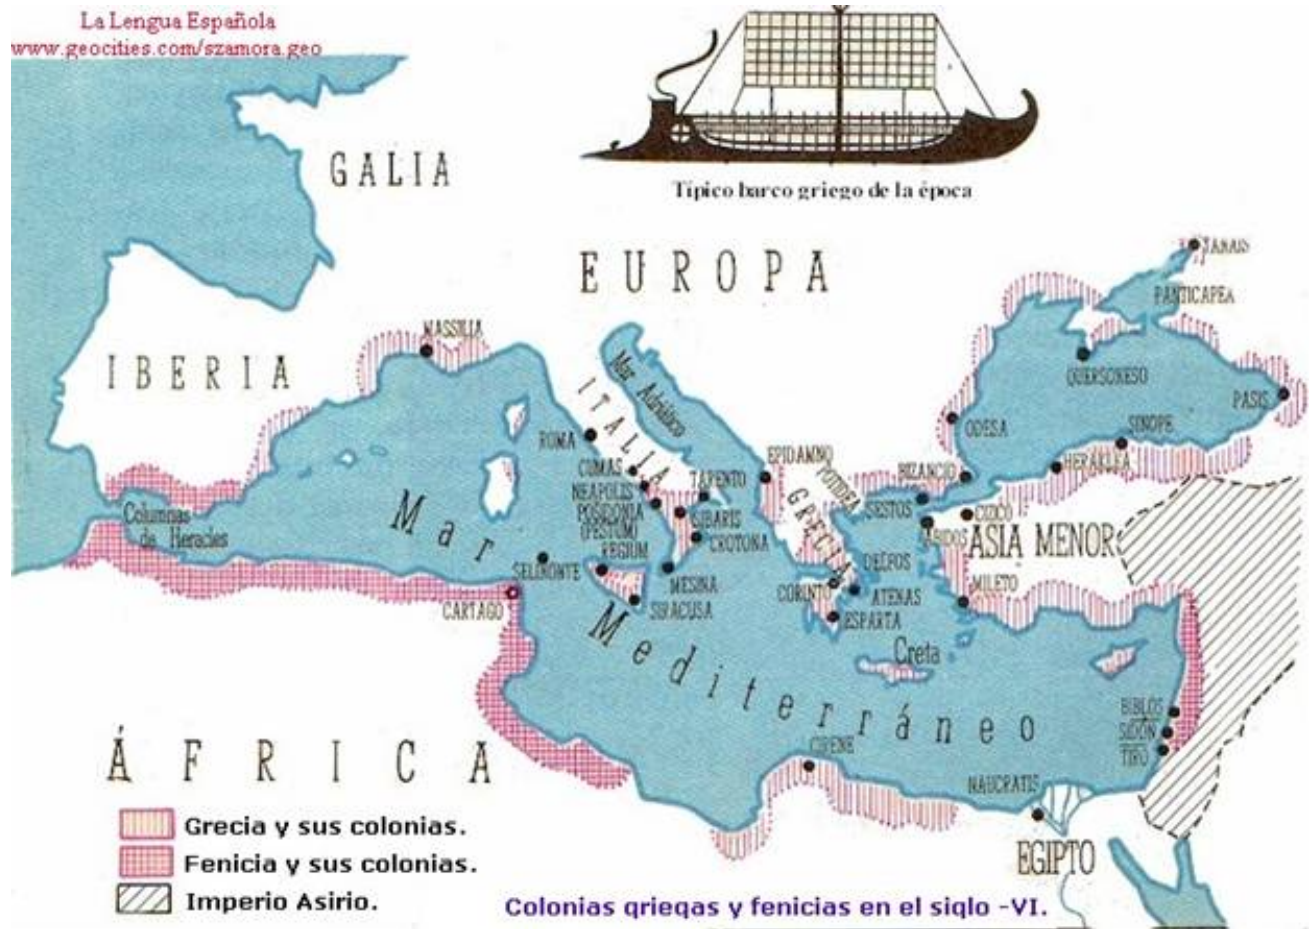 La Lengua Española
www.geocities.com/szamora.geo
Típico barco griego de la época
GALIA
EUROPA
TANAIS
PANTICAPEA
MASSILIA
IBERIA
Mar Adriático
ITALIA
QUERSONESO
PASIS
ODESA
SINOPE
ROMA
EPIDAMNO
BIZANCIO
HERAKLEA
CUMAS
TARENTO
POTIDEA
NEAPOLIS
SESTOS
CIZICO
POSIDONIA
(PESTUM)
SIBARIS
GRECIA
ABIDOS
ASIA MENOR
Columnas
de Heracles
REGIUM
CROTONA
SELINONTE
DELFOS
MESINA
CORINTO
ATENAS
MILETO
CARTAGO
SIRACUSA
ESPARTA
Mar Mediterráneo
Creta
BIBLOS
SIDÓN
TIRO
CIRENE
NAUCRATIS
ÁFRICA
EGIPTO
Grecia y sus colonias.
Fenicia y sus colonias.
Imperio Asirio.
Colonias griegas y fenicias en el siglo -VI.